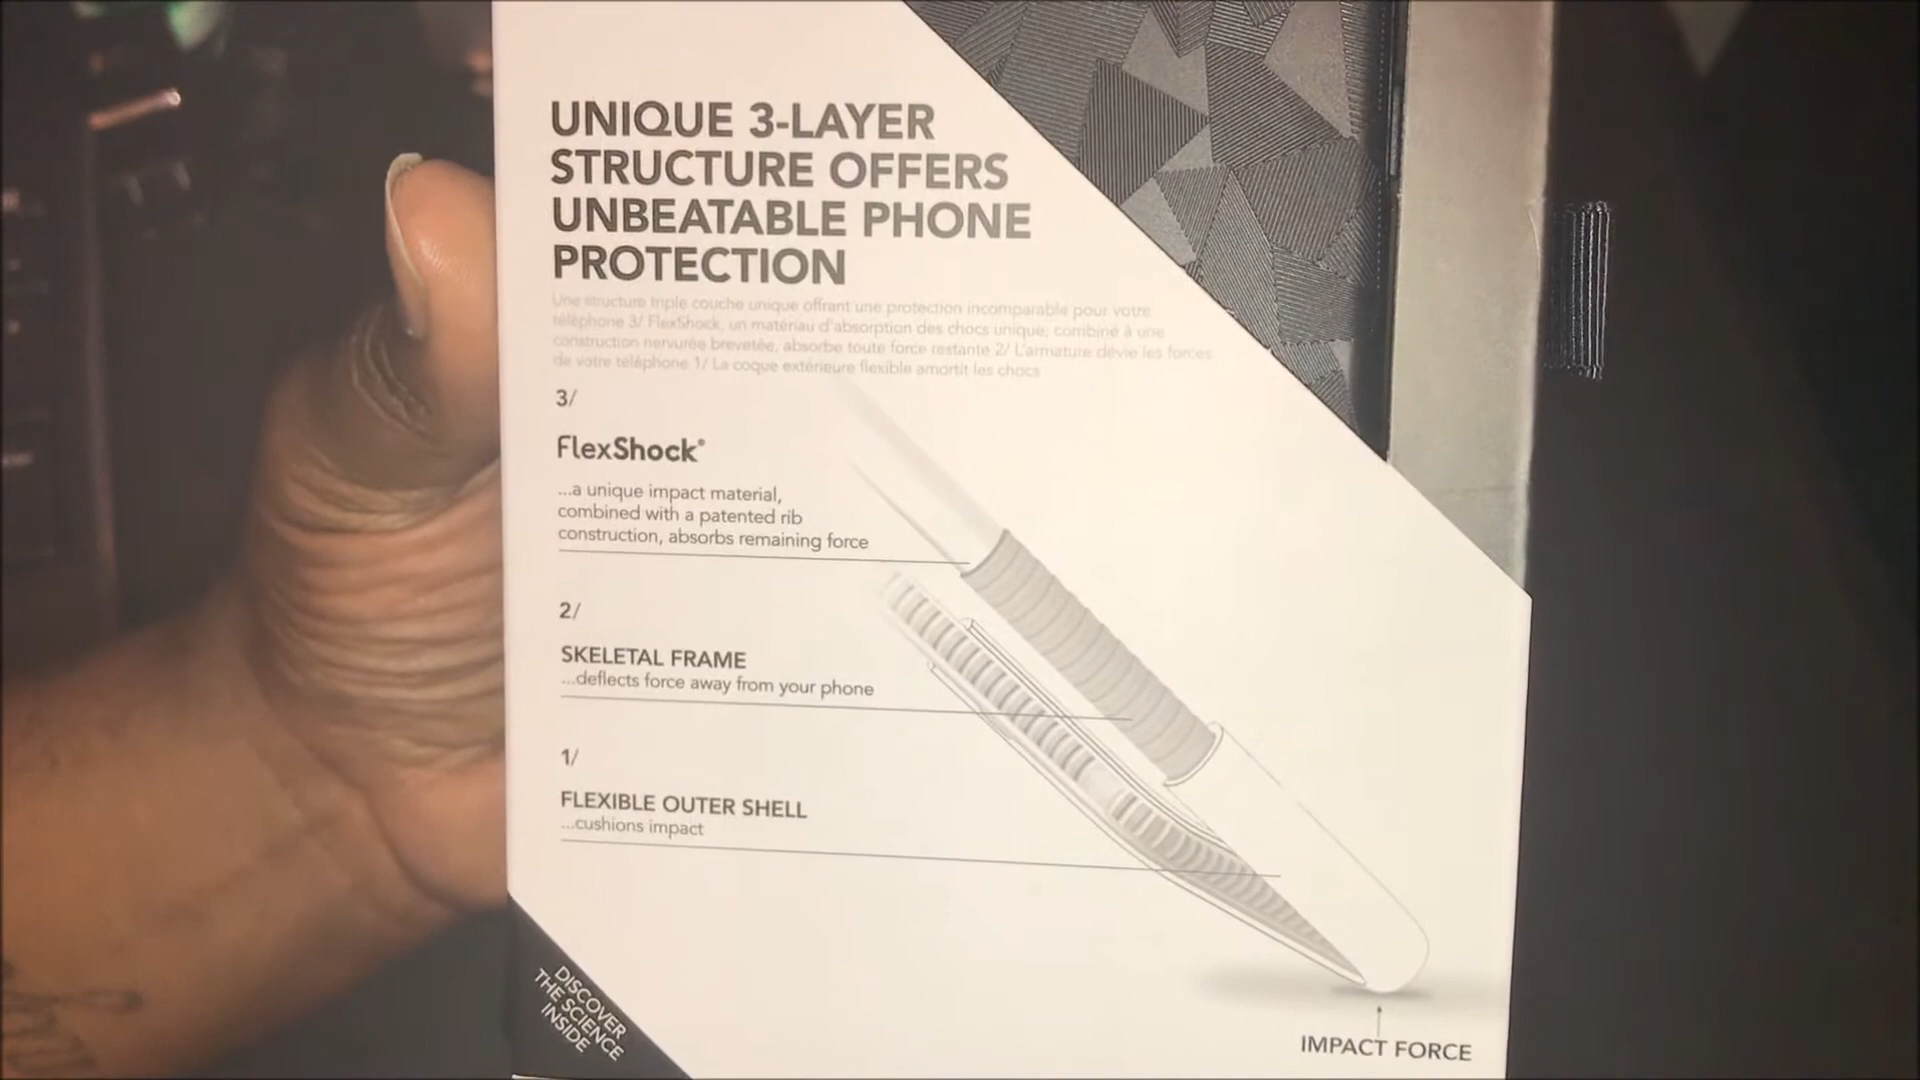 UNIQUE 3-LAYER
STRUCTURE OFFERS
UNBEATABLE PHONE
PROTECTION
Une structure triple couche unique offrant une protection incomparable pour votre
téléphone 3/ FlexShock, un matériau d'absorption des chocs unique, combiné à une
construction nervurée brevetée, absorbe toute force restante 2/ L'armature dévie les forces
de votre téléphone 1/ La coque extérieure flexible amortit les chocs
3/
FlexShock®
...a unique impact material,
combined with a patented rib
construction, absorbs remaining force
2/
SKELETAL FRAME
...deflects force away from your phone
1/
FLEXIBLE OUTER SHELL
...cushions impact
DISCOVER
THE SCIENCE
INSIDE
IMPACT FORCE